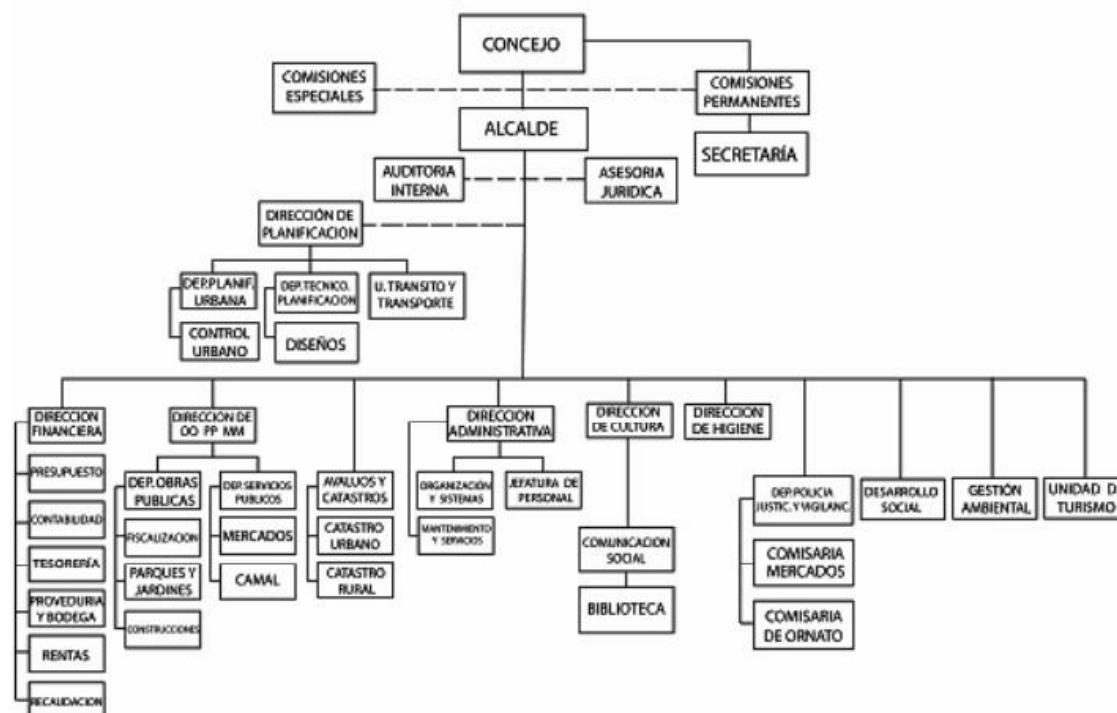 CONCEJO
COMISIONES
ESPECIALES
COMISIONES
PERMANENTES
ALCALDE
SECRETARÍA
AUDITORIA
INTERNA
ASESORIA
JURIDICA
DIRECCIÓN DE
PLANIFICACION
DEP.PLANIF.
URBANA
DEP.TECNICO.
PLANIFICACION
U.TRANSITO Y
TRANSPORTE
CONTROL
URBANO
DISEÑOS
DIRECCION
FINANCIERA
PRESUPUESTO
CONTABILIDAD
TESORERÍA
PROVEDURIA
Y BODEGA
RENTAS
RECAUDACION
DIRECCION DE
OO PP MM
DEP.OBRAS
PUBLICAS
FISCALIZACION
PARQUES Y
JARDINES
CONSTRUCCIONES
DEP.SERVICIOS
PUBLICOS
MERCADOS
CAMAL
AVALUOS Y
CATASTROS
CATASTRO
URBANO
CATASTRO
RURAL
DIRECCION
ADMINISTRATIVA
ORGANIZACIÓN
Y SISTEMAS
JEFATURA DE
PERSONAL
MANTENIMIENTO
Y SERVICIOS
DIRECCIÓN
DE CULTURA
COMUNICACION
SOCIAL
BIBLIOTECA
DIRECCION
DE HIGIENE
DEP.POLICIA
JUSTIC. Y VIGILANC.
COMISARIA
MERCADOS
COMISARIA
DE ORNATO
DESARROLLO
SOCIAL
GESTIÓN
AMBIENTAL
UNIDAD D
TURISMO